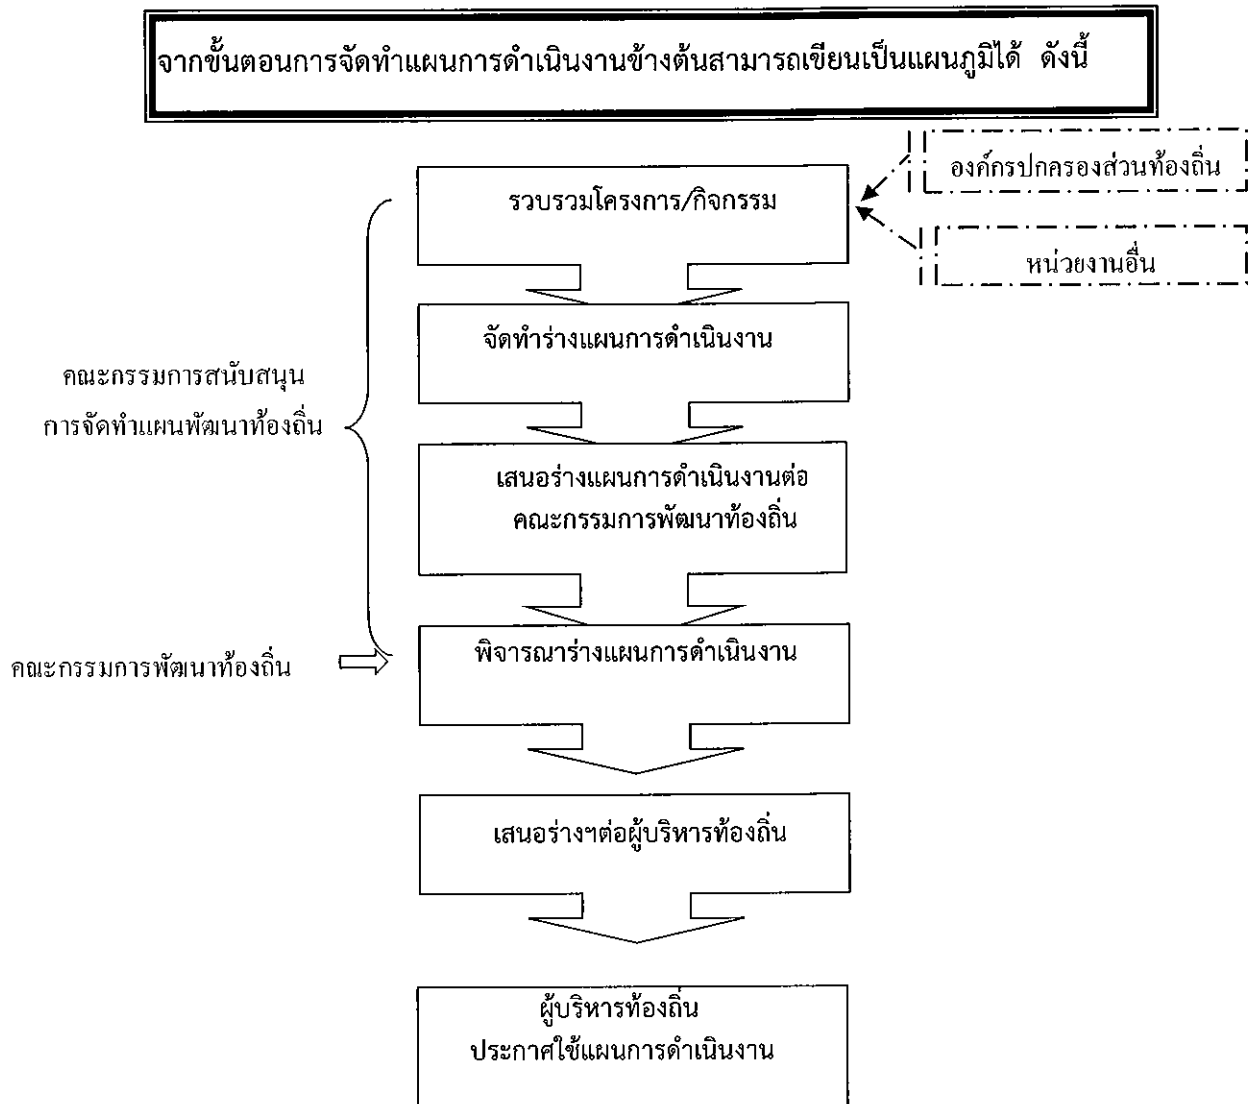 จากขั้นตอนการจัดทำแผนการดำเนินงานข้างต้นสามารถเขียนเป็นแผนภูมิได้ ดังนี้
องค์กรปกครองส่วนท้องถิ่น
รวบรวมโครงการ/กิจกรรม
หน่วยงานอื่น
จัดทำร่างแผนการดำเนินงาน
คณะกรรมการสนับสนุน
การจัดทำแผนพัฒนาท้องถิ่น
เสนอร่างแผนการดำเนินงานต่อ
คณะกรรมการพัฒนาท้องถิ่น
พิจารณาร่างแผนการดำเนินงาน
คณะกรรมการพัฒนาท้องถิ่น
เสนอร่างฯต่อผู้บริหารท้องถิ่น
ผู้บริหารท้องถิ่น
ประกาศใช้แผนการดำเนินงาน